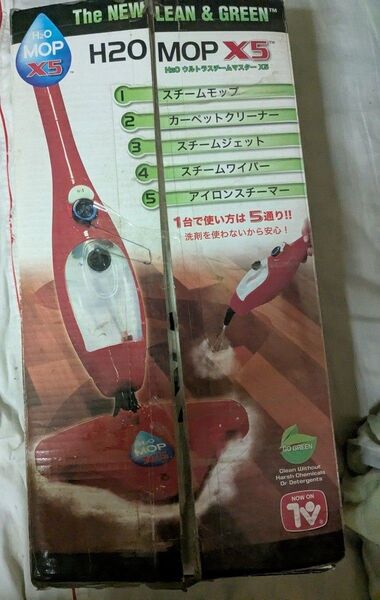 The NEW LEAN & GREEN™
H2O
MOP
X5™
H2O MOP X5™
H2O ウルトラスチームマスター X5
1 スチームモップ
2 カーペットクリーナー
3 スチームジェット
4 スチームワイパー
5 アイロンスチーマー
1台で使い方は5通り!!
洗剤を使わないから安心!
H2O
MOP
GO GREEN
Clean Without
Harsh Chemicals
Or Detergents
NOW ON
TV